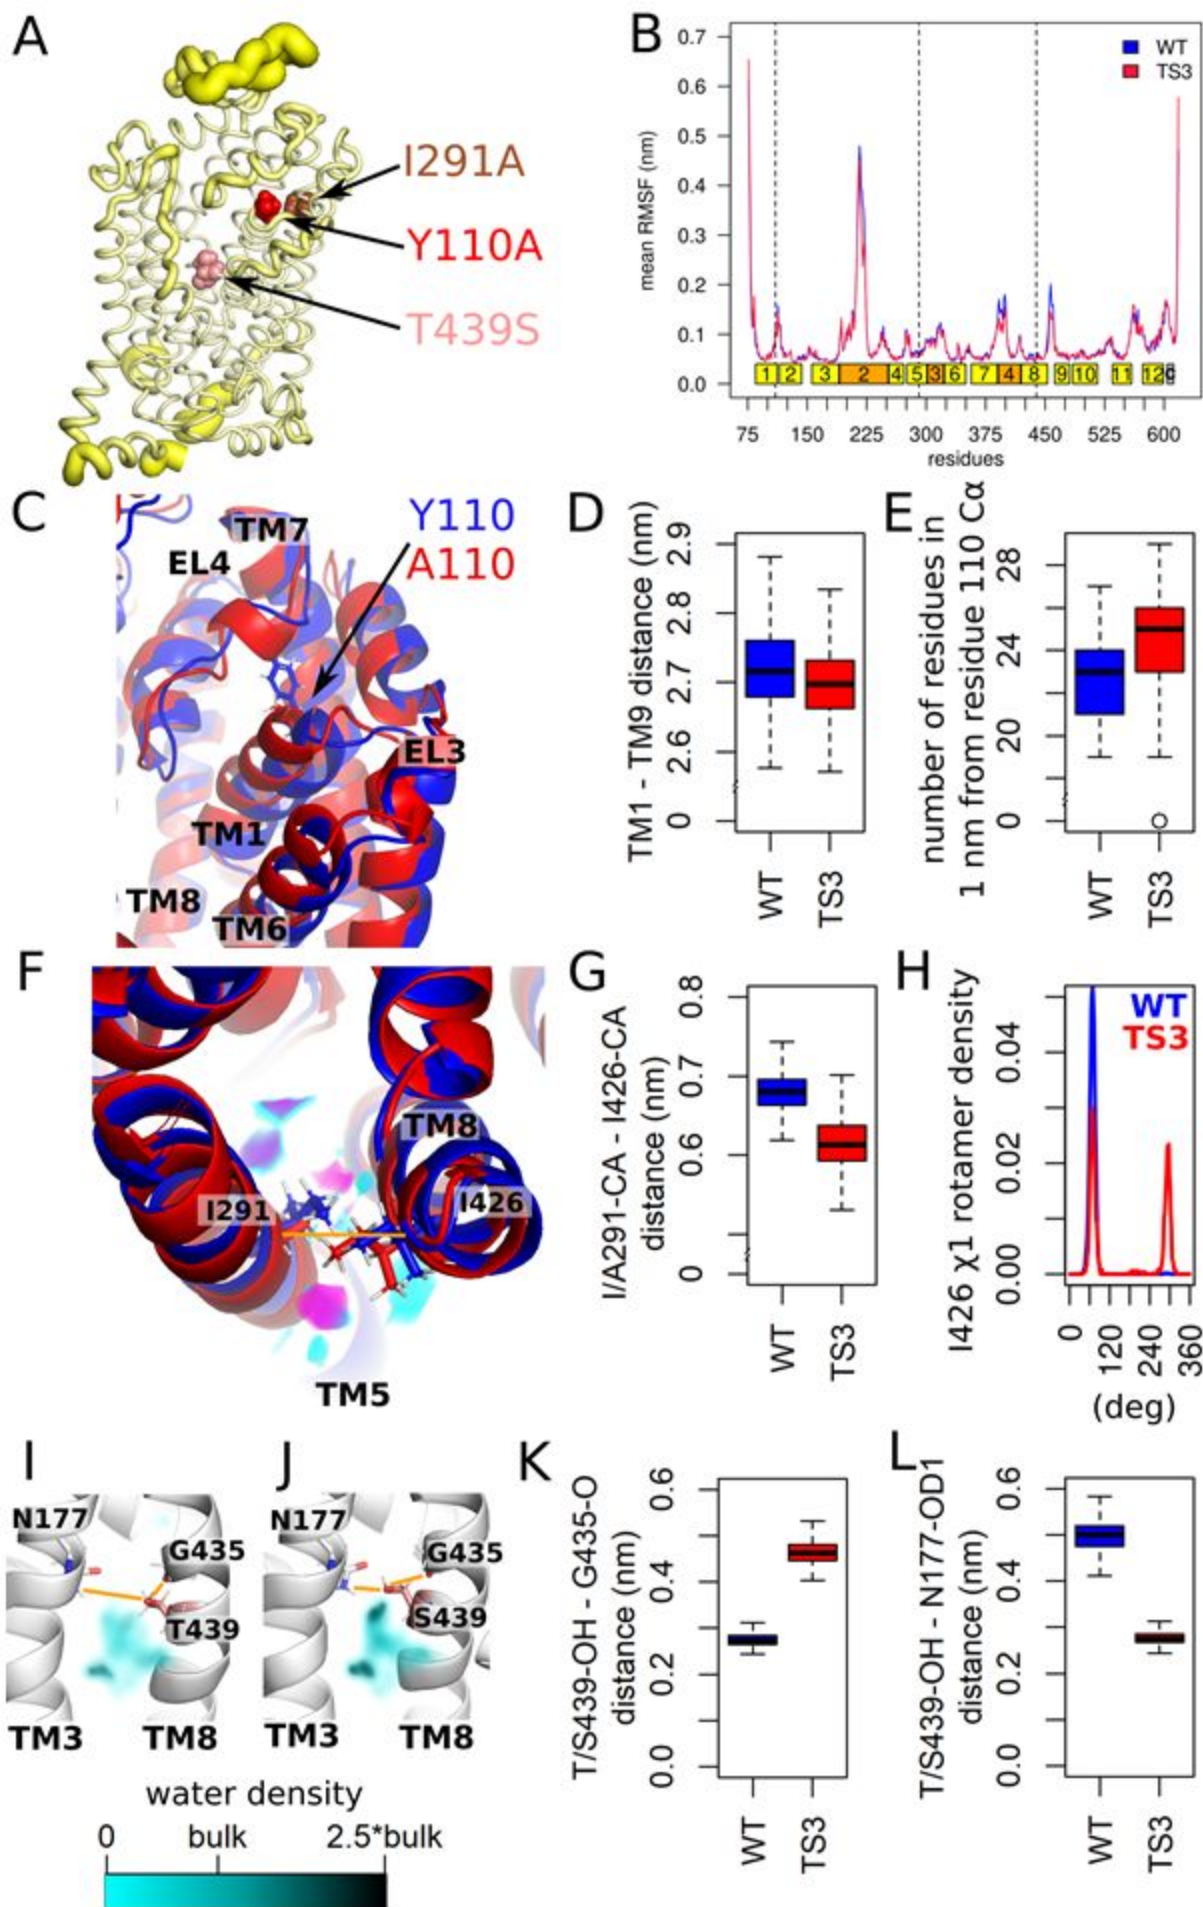 A
I291A
Y110A
T439S
B
mean RMSF (nm)
0.7
0.6
0.5
0.4
0.3
0.2
0.1
0.0
WT
TS3
1 2 3 2 4 5 3 6 7 4 8 9 10 11 12 C
75 150 225 300 375 450 525 600
residues
C
TM7
EL4
Y110
A110
EL3
TM1
TM8
TM6
D
TM1 - TM9 distance (nm)
2.9
2.8
2.7
2.6
0
WT
TS3
E
number of residues in
1 nm from residue 110 Cα
28
24
20
0
WT
TS3
F
TM8
I291
I426
TM5
G
I/A291-CA - I426-CA
distance (nm)
0.8
0.7
0.6
0
WT
TS3
H
I426 χ1 rotamer density
0.04
0.02
0.00
WT
TS3
0 120 240 360
(deg)
I
N177
G435
T439
TM3 TM8
J
N177
G435
S439
TM3 TM8
water density
0 bulk 2.5*bulk
K
T/S439-OH - G435-O
distance (nm)
0.6
0.4
0.2
0.0
WT
TS3
L
T/S439-OH - N177-OD1
distance (nm)
0.6
0.4
0.2
0.0
WT
TS3